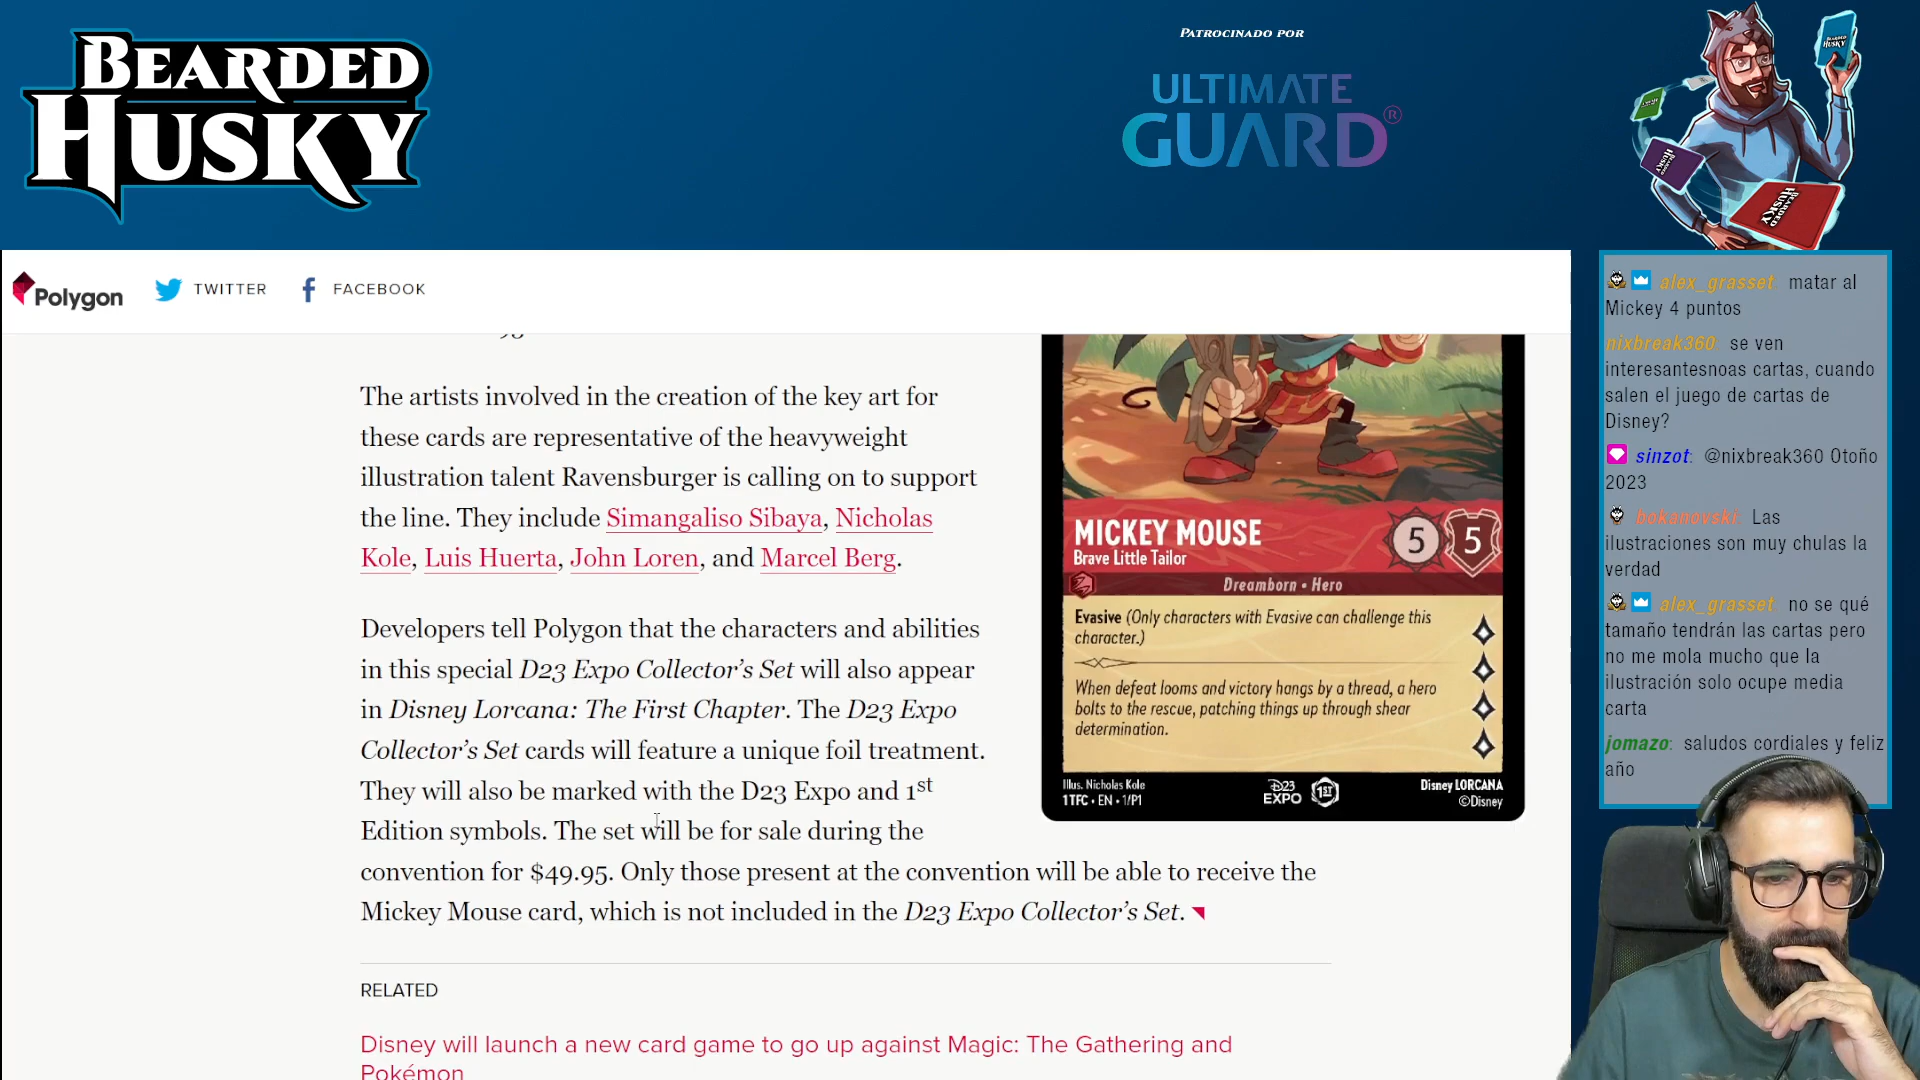 BEARDED
HUSKY
PATROCINADO POR
ULTIMATE
GUARD®
BEARDED
HUSKY
BEARDED
HUSKY
BEARDED
HUSKY
Polygon
TWITTER
FACEBOOK
The artists involved in the creation of the key art for
these cards are representative of the heavyweight
illustration talent Ravensburger is calling on to support
the line. They include Simangaliso Sibaya, Nicholas
Kole, Luis Huerta, John Loren, and Marcel Berg.
Developers tell Polygon that the characters and abilities
in this special D23 Expo Collector's Set will also appear
in Disney Lorcana: The First Chapter. The D23 Expo
Collector's Set cards will feature a unique foil treatment.
They will also be marked with the D23 Expo and 1st
Edition symbols. The set will be for sale during the
convention for $49.95. Only those present at the convention will be able to receive the
Mickey Mouse card, which is not included in the D23 Expo Collector's Set.
RELATED
Disney will launch a new card game to go up against Magic: The Gathering and
Pokémon
MICKEY MOUSE
Brave Little Tailor
5 5
Dreamborn • Hero
Evasive (Only characters with Evasive can challenge this
character.)
When defeat looms and victory hangs by a thread, a hero
bolts to the rescue, patching things up through shear
determination.
Illus. Nicholas Kole
1TFC • EN • 1/P1
D23
EXPO
1ST
Disney LORCANA
©Disney
alex_grasset: matar al
Mickey 4 puntos
nixbreak360: se ven
interesantesnoas cartas, cuando
salen el juego de cartas de
Disney?
sinzot: @nixbreak360 Otoño
2023
bokanovski: Las
ilustraciones son muy chulas la
verdad
alex_grasset: no se qué
tamaño tendrán las cartas pero
no me mola mucho que la
ilustración solo ocupe media
carta
jomazo: saludos cordiales y feliz
año